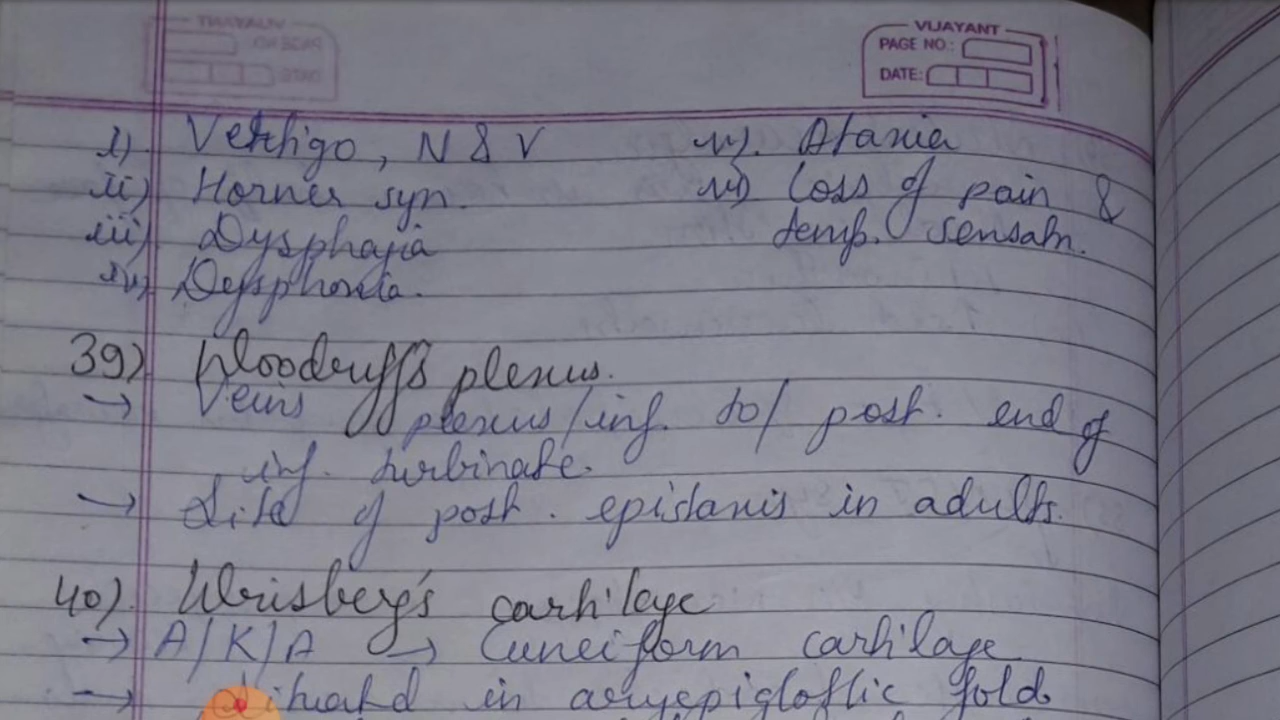 VIJAYANT
PAGE NO.:
DATE:
i) Vertigo, N & V
ii) Horner syn.
iii) Dysphagia
iv) Dysphonia.
v). Ataxia
vi) Loss of pain &
temp. sensatn.
39) Woodruff's plexus.
→ Veins plexus/inf. to/ post. end of
inf. turbinate.
→ Site of post. epistaxis in adults.
40). Wrisberg's cartilage
→ A/K/A → Cuneiform cartilage
→ Situated in aryepiglottic fold